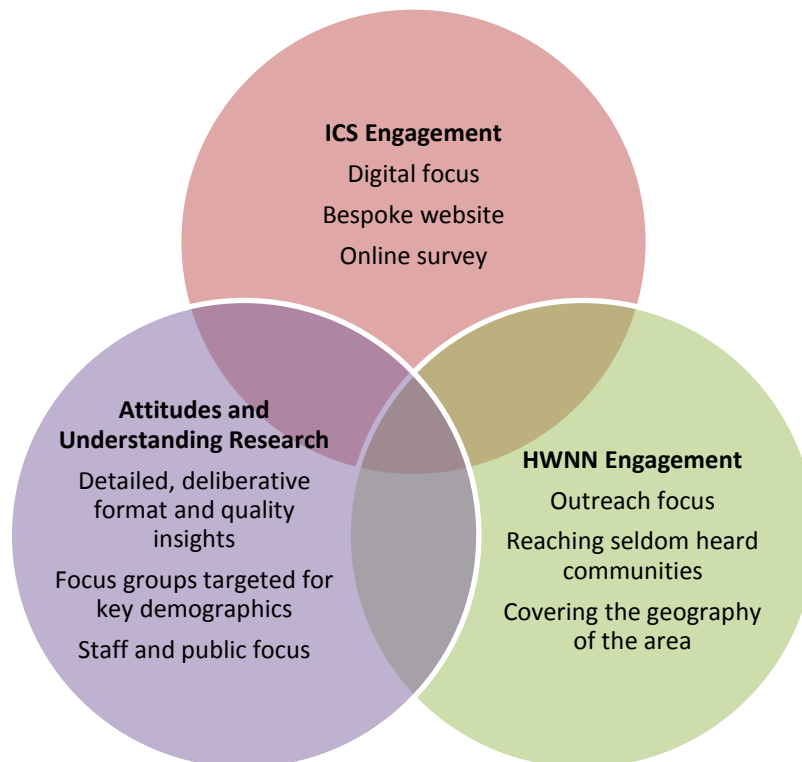 ICS Engagement
Digital focus
Bespoke website
Online survey
Attitudes and
Understanding Research
Detailed, deliberative
format and quality
insights
Focus groups targeted for
key demographics
Staff and public focus
HWNN Engagement
Outreach focus
Reaching seldom heard
communities
Covering the geography
of the area